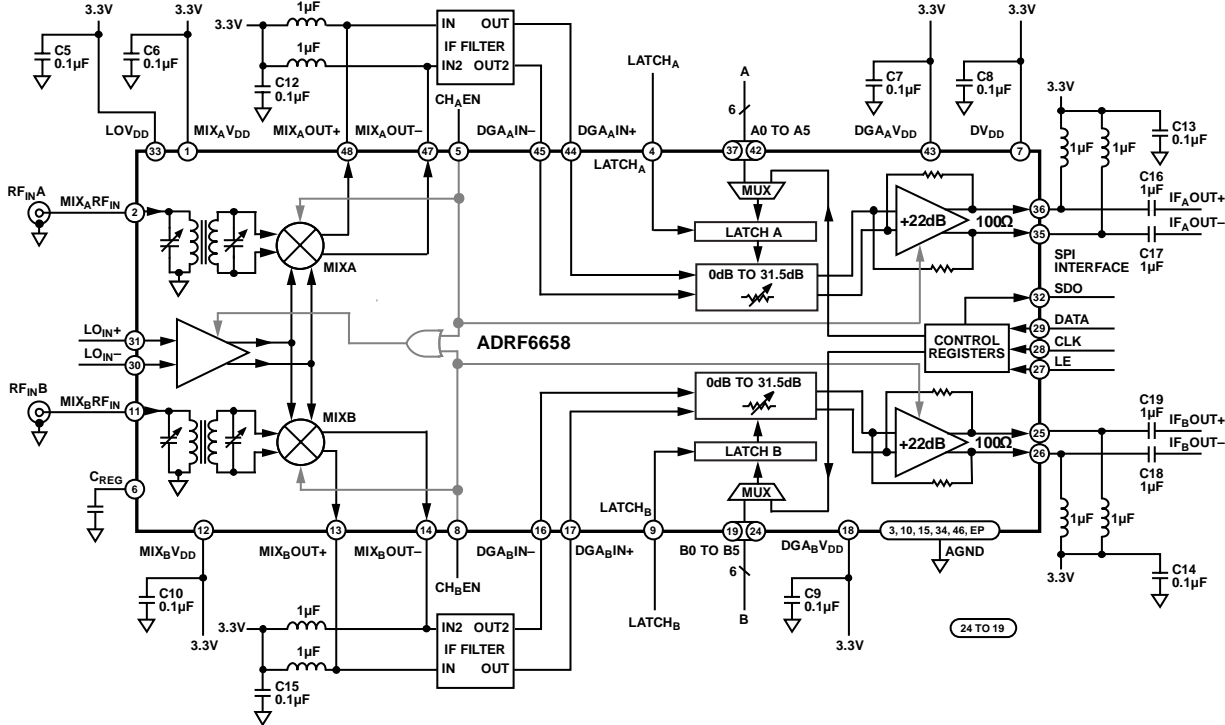 3.3V
3.3V
3.3V
1µF
1µF
IN OUT
IF FILTER
IN2 OUT2
C5
0.1µF
C6
0.1µF
C12
0.1µF
CHAEN
LATCHA
A
6
3.3V
3.3V
C7
0.1µF
C8
0.1µF
3.3V
C13
0.1µF
1µF
1µF
LOVDD
MIXAVDD
MIXAOUT+
MIXAOUT–
DGAAIN–
DGAAIN+
A0 TO A5
DGAAVDD
DVDD
33
1
48
47
5
45
44
4
37
42
43
7
LATCHA
RFINA
MIXARFIN
2
MIXA
MUX
LATCH A
0dB TO 31.5dB
+22dB
100Ω
36
35
C16
1µF
IFAOUT+
IFAOUT–
C17
1µF
SPI
INTERFACE
32
SDO
29
DATA
28
CLK
27
LE
CONTROL
REGISTERS
LOIN+
31
LOIN–
30
ADRF6658
RFINB
MIXBRFIN
11
MIXB
0dB TO 31.5dB
LATCH B
MUX
+22dB
100Ω
25
26
C19
1µF
IFBOUT+
IFBOUT–
C18
1µF
CREG
6
LATCHB
12
13
14
8
16
17
9
19
24
18
3, 10, 15, 34, 46, EP
AGND
MIXBVDD
MIXBOUT+
MIXBOUT–
DGABIN–
DGABIN+
B0 TO B5
DGABVDD
1µF
1µF
3.3V
C14
0.1µF
C10
0.1µF
3.3V
CHBEN
1µF
3.3V
1µF
C15
0.1µF
IN2 OUT2
IF FILTER
IN OUT
LATCHB
6
B
C9
0.1µF
3.3V
24 TO 19